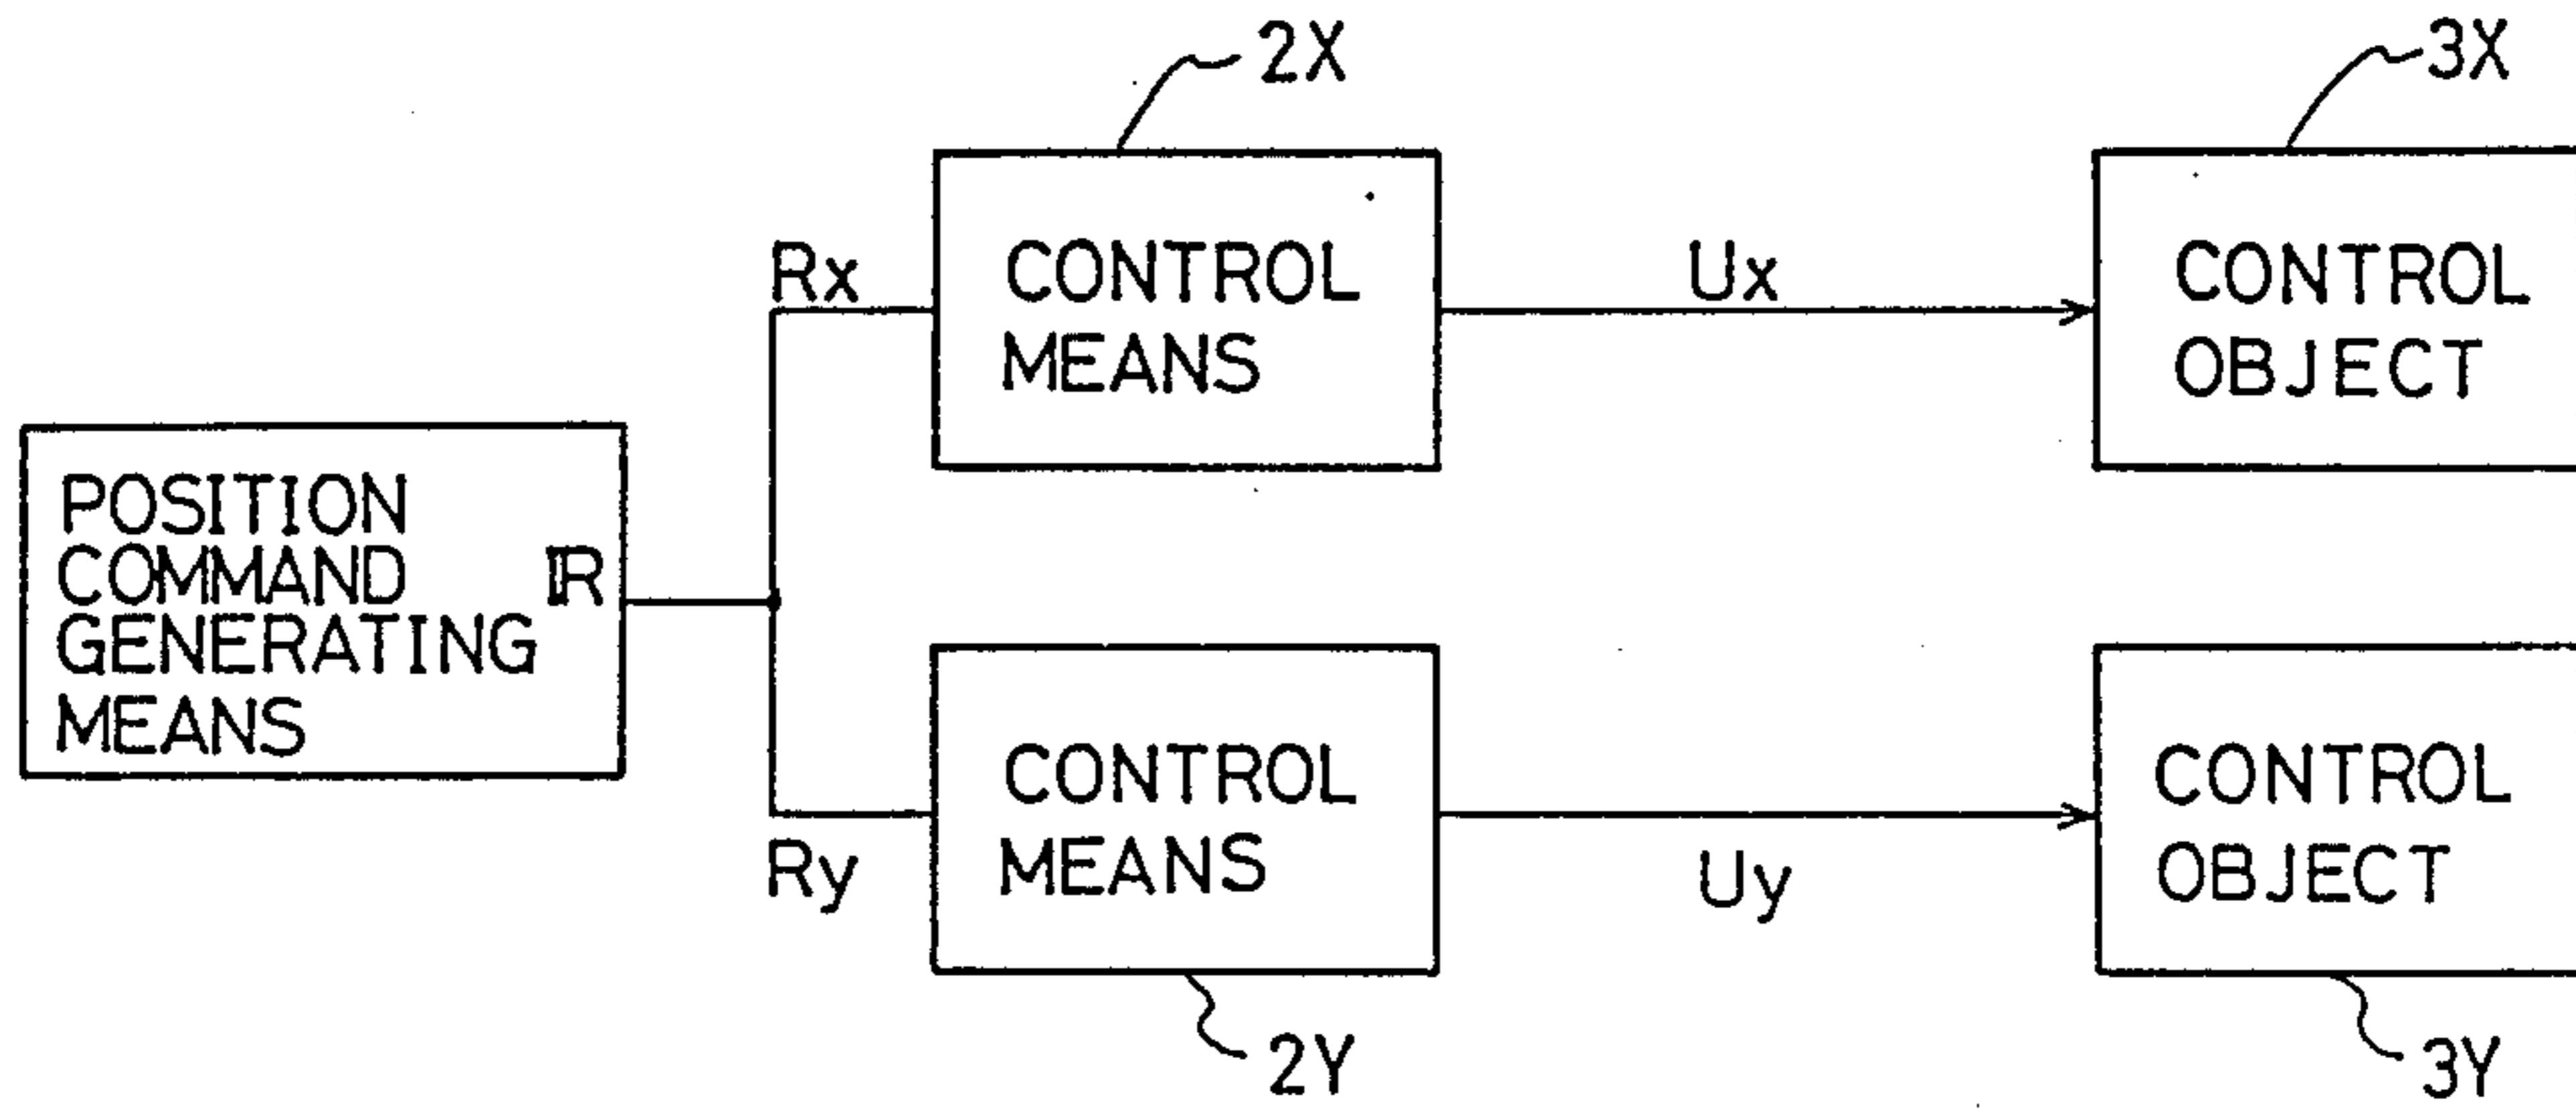 2X
3X
Rx
CONTROL
MEANS
Ux
CONTROL
OBJECT
POSITION
COMMAND
GENERATING
MEANS
ℝ
Ry
CONTROL
MEANS
Uy
CONTROL
OBJECT
2Y
3Y